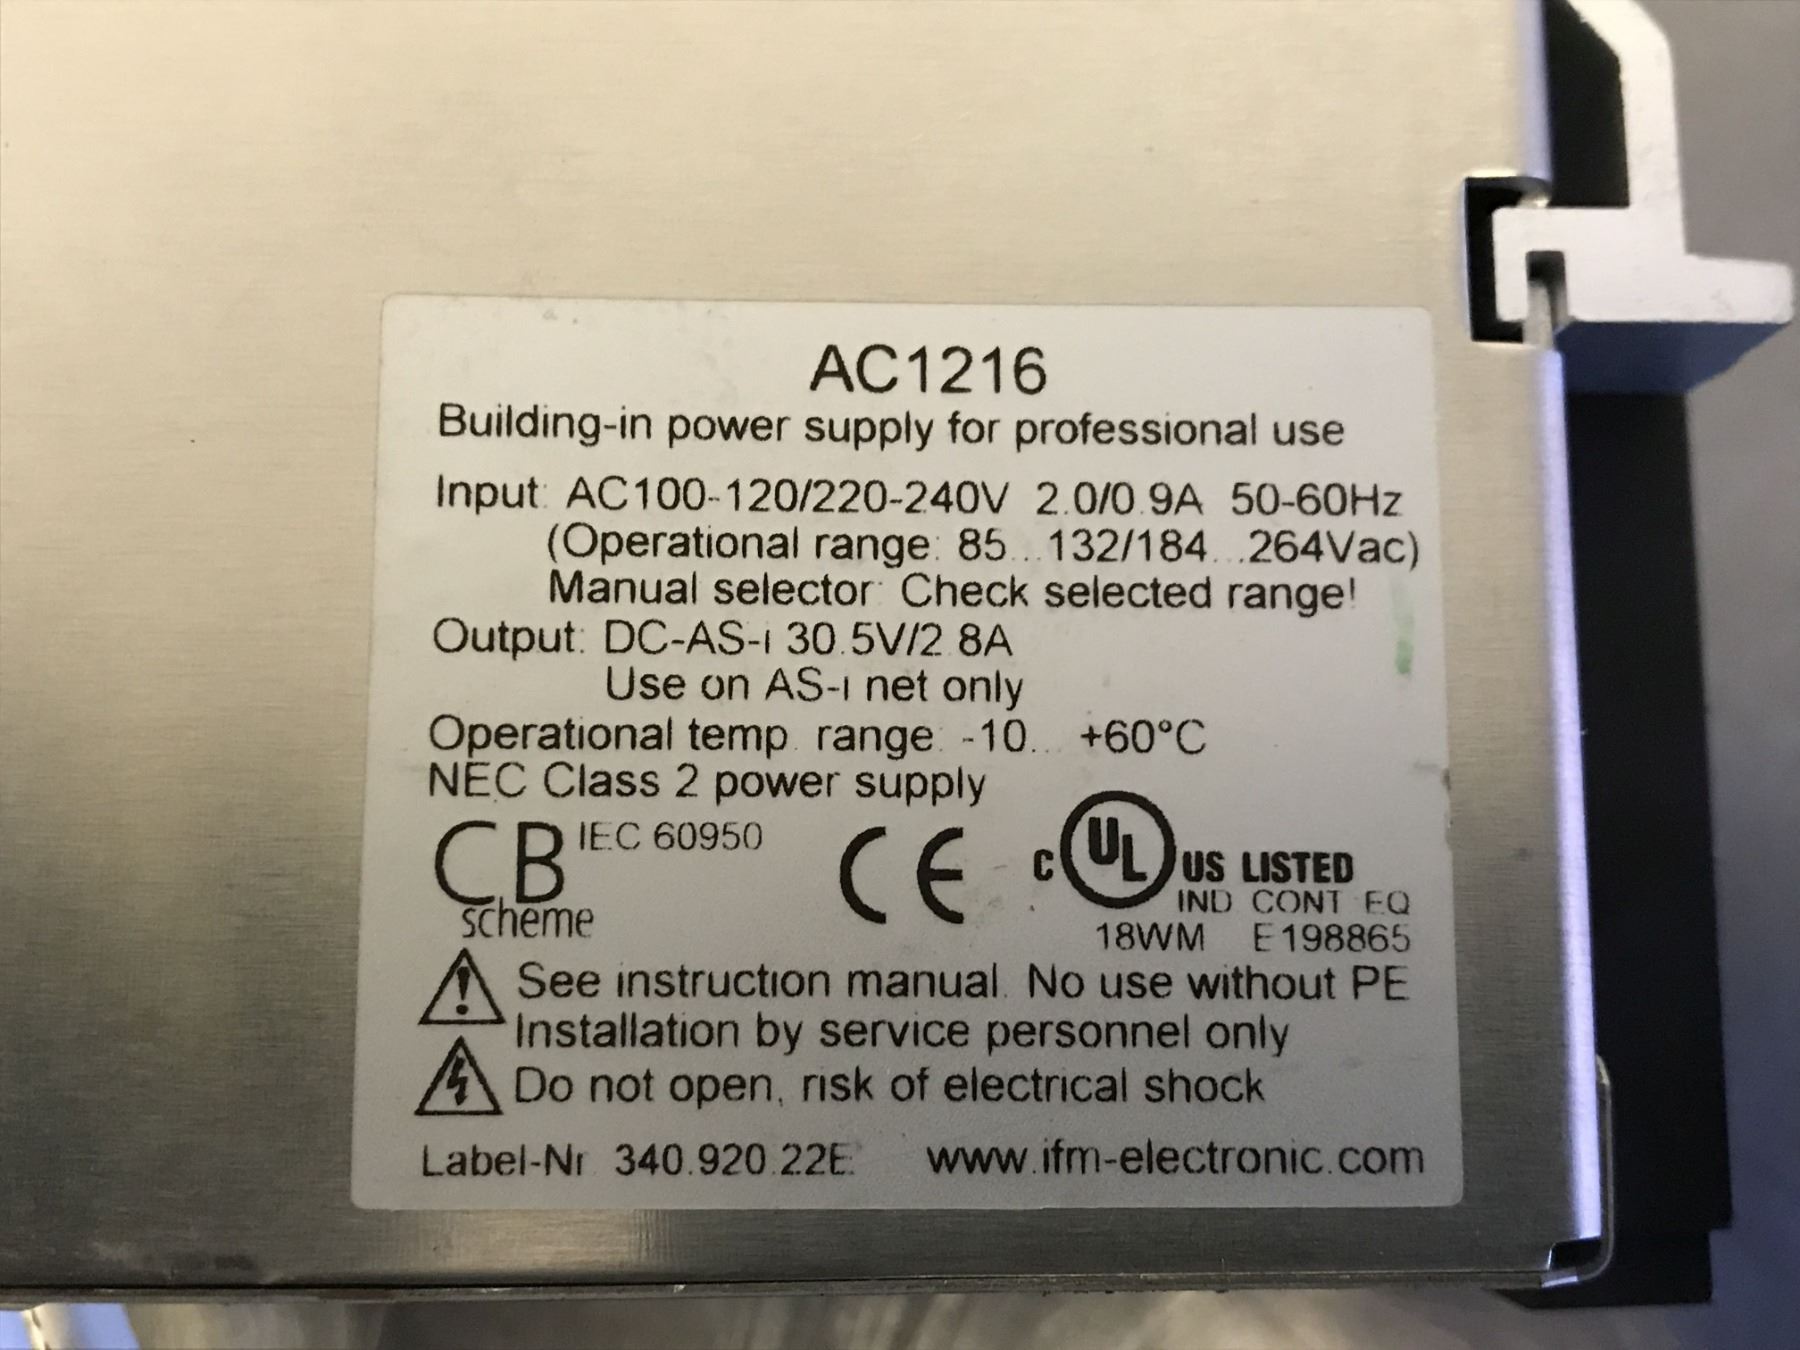 AC1216
Building-in power supply for professional use
Input: AC100-120/220-240V 2.0/0.9A 50-60Hz
(Operational range: 85...132/184...264Vac)
Manual selector: Check selected range!
Output: DC-AS-i 30.5V/2.8A
Use on AS-i net only
Operational temp. range: -10... +60°C
NEC Class 2 power supply
CB IEC 60950
scheme
CE
C UL US LISTED
IND CONT EQ
18WM E198865
See instruction manual. No use without PE
Installation by service personnel only
Do not open, risk of electrical shock
Label-Nr. 340.920.22E www.ifm-electronic.com